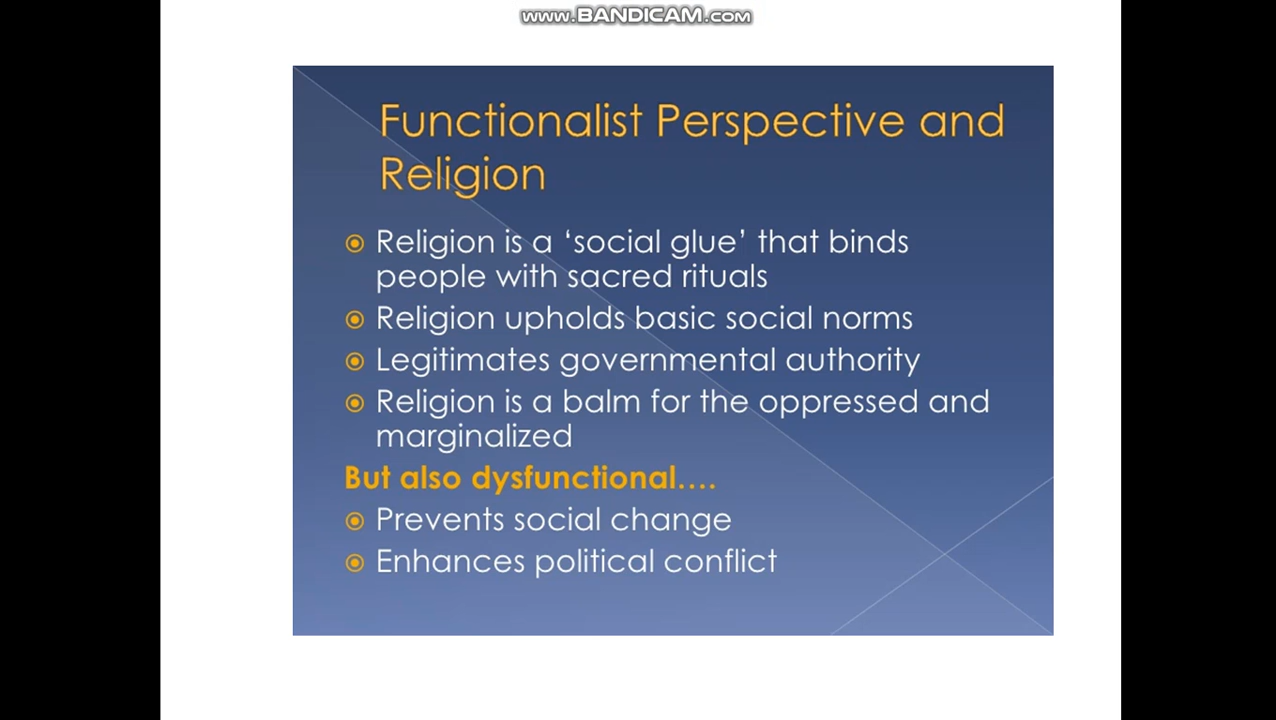 www.BANDICAM.com
Functionalist Perspective and
Religion
Religion is a ‘social glue’ that binds
people with sacred rituals
Religion upholds basic social norms
Legitimates governmental authority
Religion is a balm for the oppressed and
marginalized
But also dysfunctional....
Prevents social change
Enhances political conflict